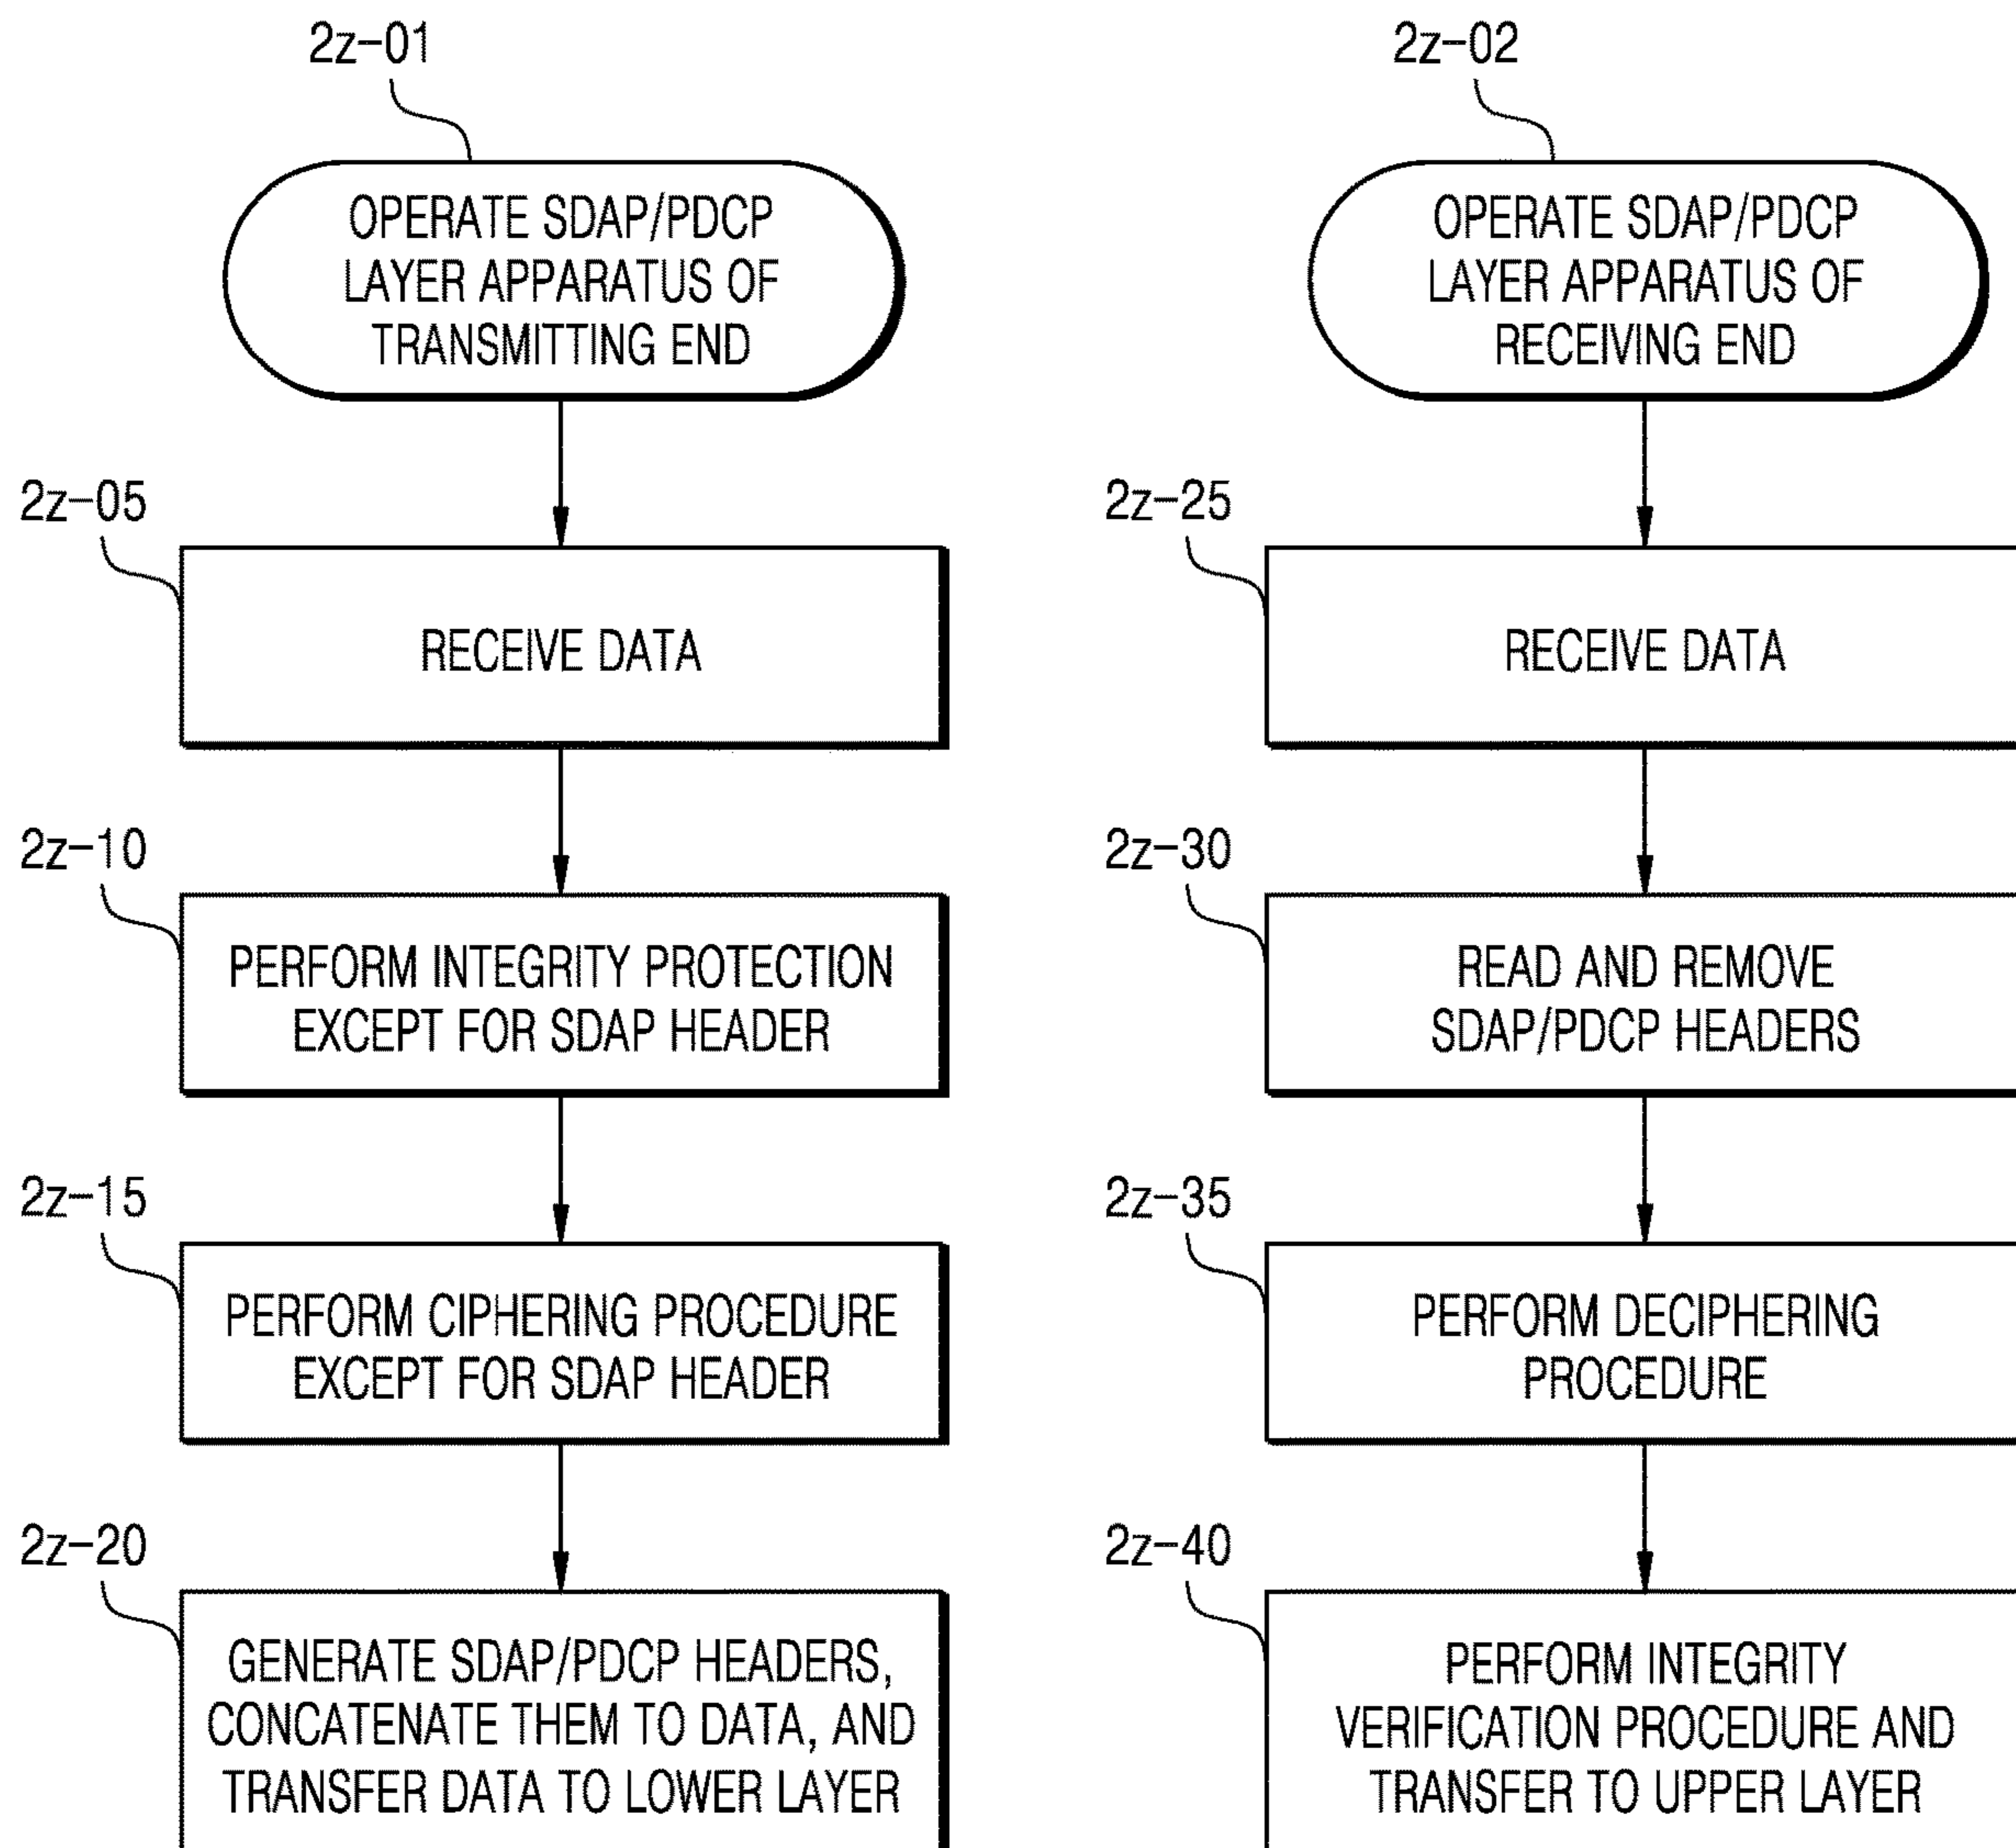 2z-01
OPERATE SDAP/PDCP
LAYER APPARATUS OF
TRANSMITTING END
2z-05
RECEIVE DATA
2z-10
PERFORM INTEGRITY PROTECTION
EXCEPT FOR SDAP HEADER
2z-15
PERFORM CIPHERING PROCEDURE
EXCEPT FOR SDAP HEADER
2z-20
GENERATE SDAP/PDCP HEADERS,
CONCATENATE THEM TO DATA, AND
TRANSFER DATA TO LOWER LAYER
2z-02
OPERATE SDAP/PDCP
LAYER APPARATUS OF
RECEIVING END
2z-25
RECEIVE DATA
2z-30
READ AND REMOVE
SDAP/PDCP HEADERS
2z-35
PERFORM DECIPHERING
PROCEDURE
2z-40
PERFORM INTEGRITY
VERIFICATION PROCEDURE AND
TRANSFER TO UPPER LAYER